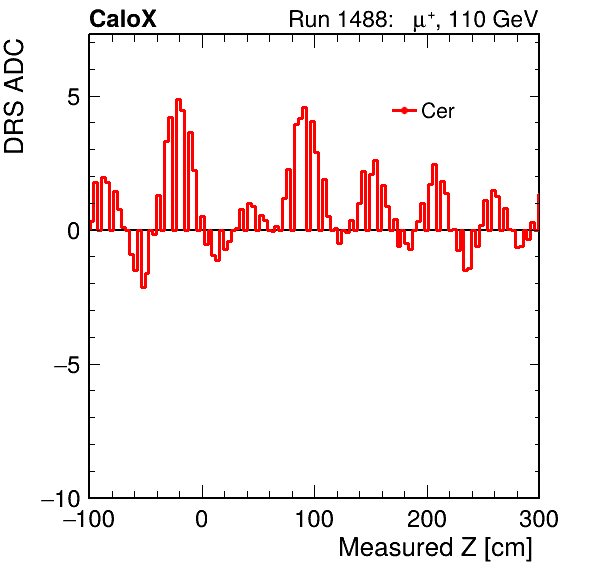 CaloX Run 1488: μ⁺, 110 GeV
DRS ADC
5
Cer
0
−5
−10
−100 0 100 200 300
Measured Z [cm]